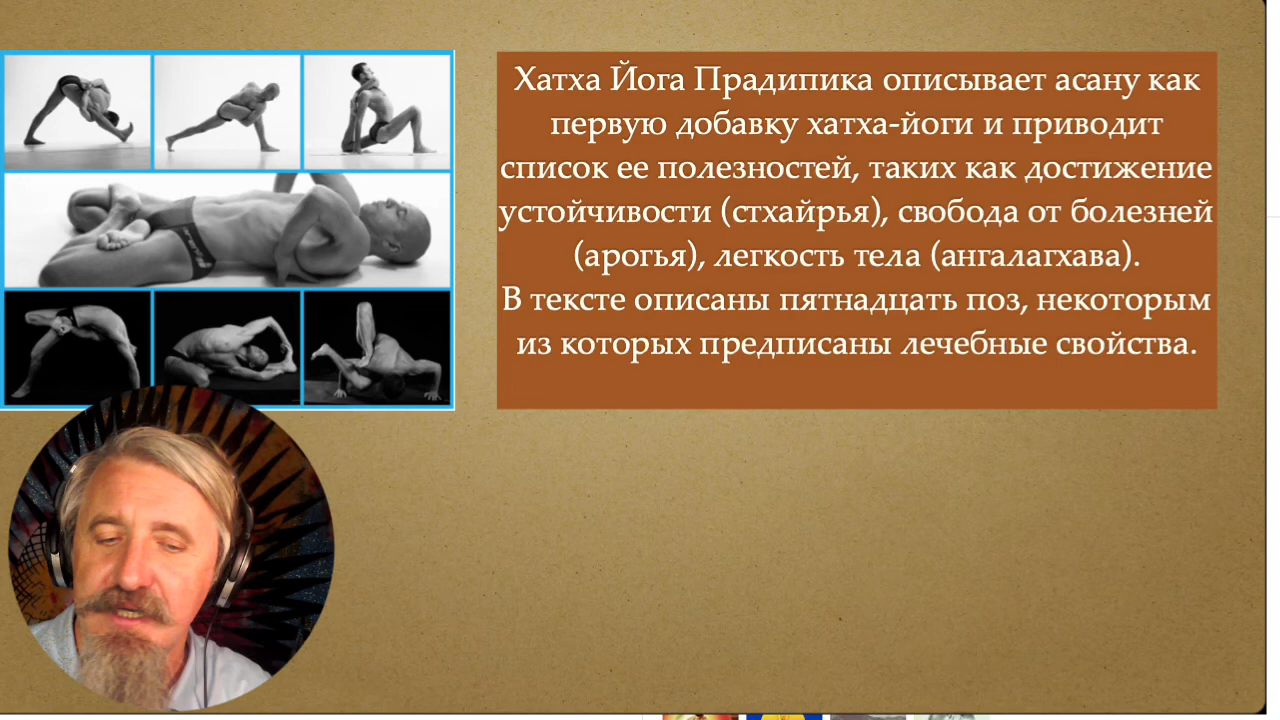 Хатха Йога Прадипика описывает асану как
первую добавку хатха-йоги и приводит
список ее полезностей, таких как достижение
устойчивости (стхайрья), свобода от болезней
(арогья), легкость тела (ангалагхава).
В тексте описаны пятнадцать поз, некоторым
из которых предписаны лечебные свойства.